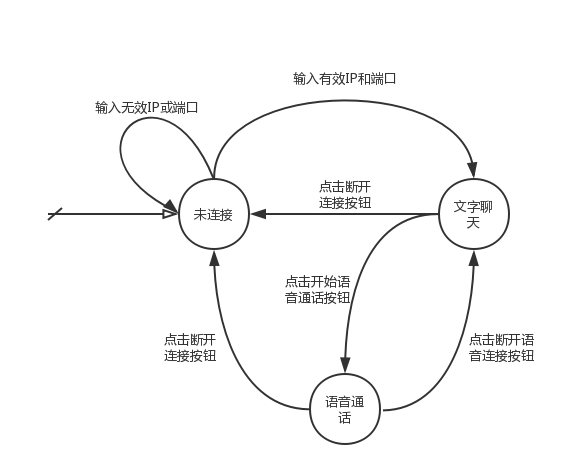 输入有效IP和端口
输入无效IP或端口
点击断开
连接按钮
未连接
文字聊
天
点击开始语
音通话按钮
点击断开
连接按钮
点击断开语
音连接按钮
语音通
话